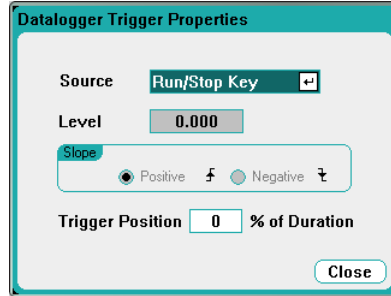 Datalogger Trigger Properties
Source Run/Stop Key
Level 0.000
Slope
Positive Negative
Trigger Position 0 % of Duration
Close